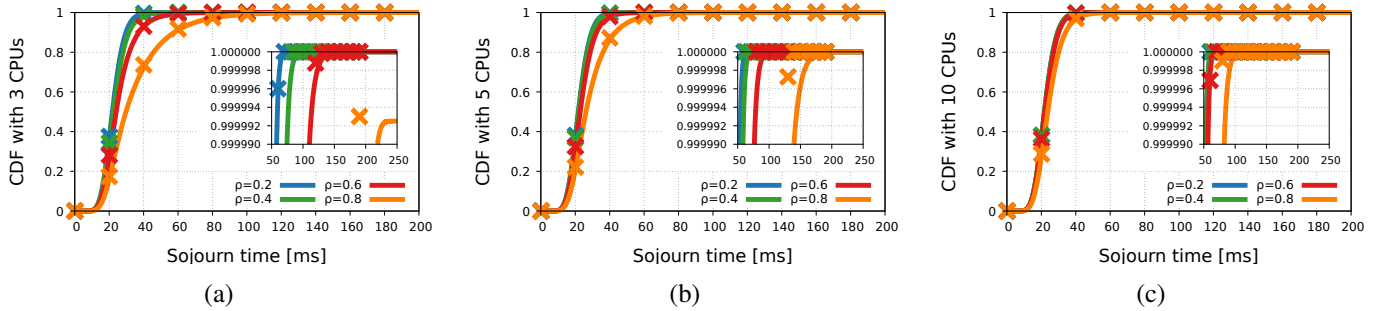 CDF with 3 CPUs
1
0.8
0.6
0.4
0.2
0
1.000000
0.999998
0.999996
0.999994
0.999992
0.999990
50 100 150 200 250
ρ=0.2 ρ=0.6
ρ=0.4 ρ=0.8
0 20 40 60 80 100 120 140 160 180 200
Sojourn time [ms]
(a)
CDF with 5 CPUs
1
0.8
0.6
0.4
0.2
0
1.000000
0.999998
0.999996
0.999994
0.999992
0.999990
50 100 150 200 250
ρ=0.2 ρ=0.6
ρ=0.4 ρ=0.8
0 20 40 60 80 100 120 140 160 180 200
Sojourn time [ms]
(b)
CDF with 10 CPUs
1
0.8
0.6
0.4
0.2
0
1.000000
0.999998
0.999996
0.999994
0.999992
0.999990
50 100 150 200 250
ρ=0.2 ρ=0.6
ρ=0.4 ρ=0.8
0 20 40 60 80 100 120 140 160 180 200
Sojourn time [ms]
(c)